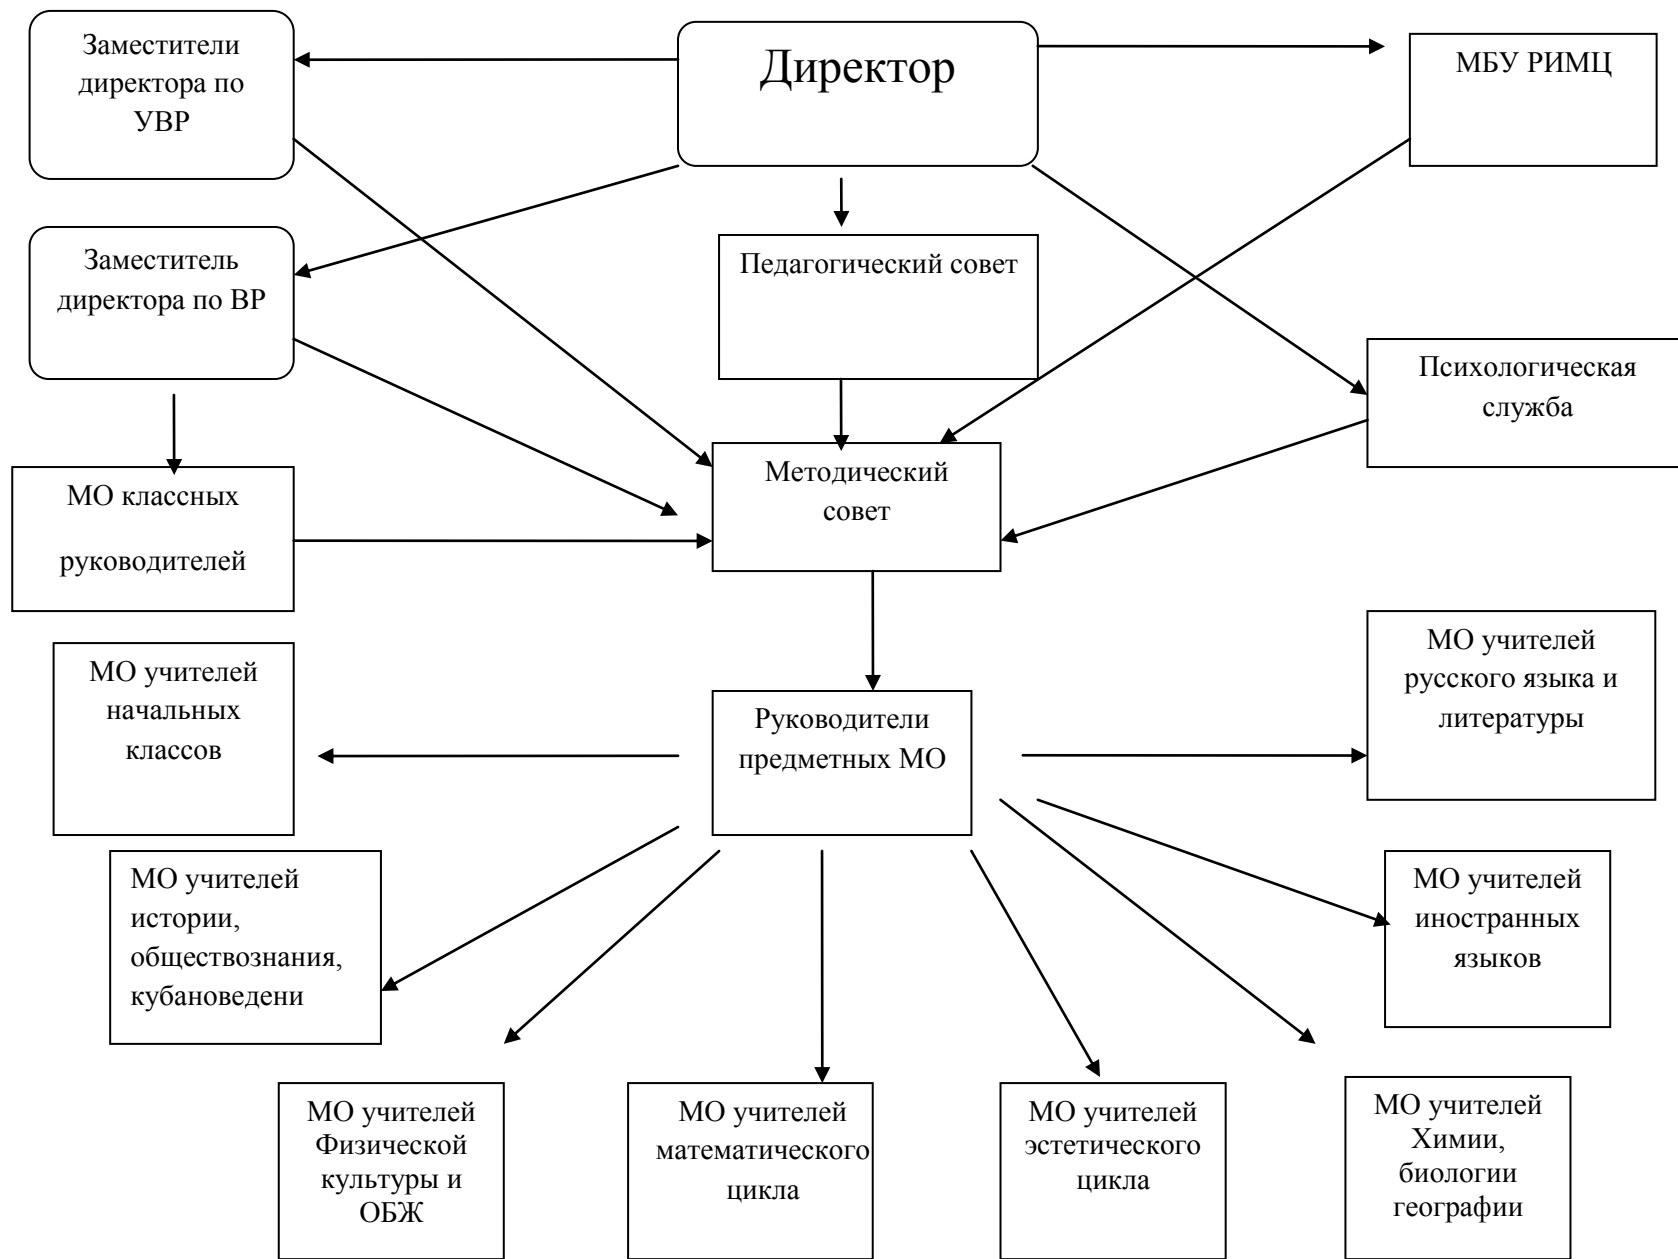 Заместители
директора по
УВР
Директор
МБУ РИМЦ
Заместитель
директора по ВР
Педагогический совет
Психологическая
служба
МО классных
руководителей
Методический
совет
МО учителей
начальных
классов
Руководители
предметных МО
МО учителей
русского языка и
литературы
МО учителей
истории,
обществознания,
кубановедени
МО учителей
иностранных
языков
МО учителей
Физической
культуры и
ОБЖ
МО учителей
математического
цикла
МО учителей
эстетического
цикла
МО учителей
Химии,
биологии
географии